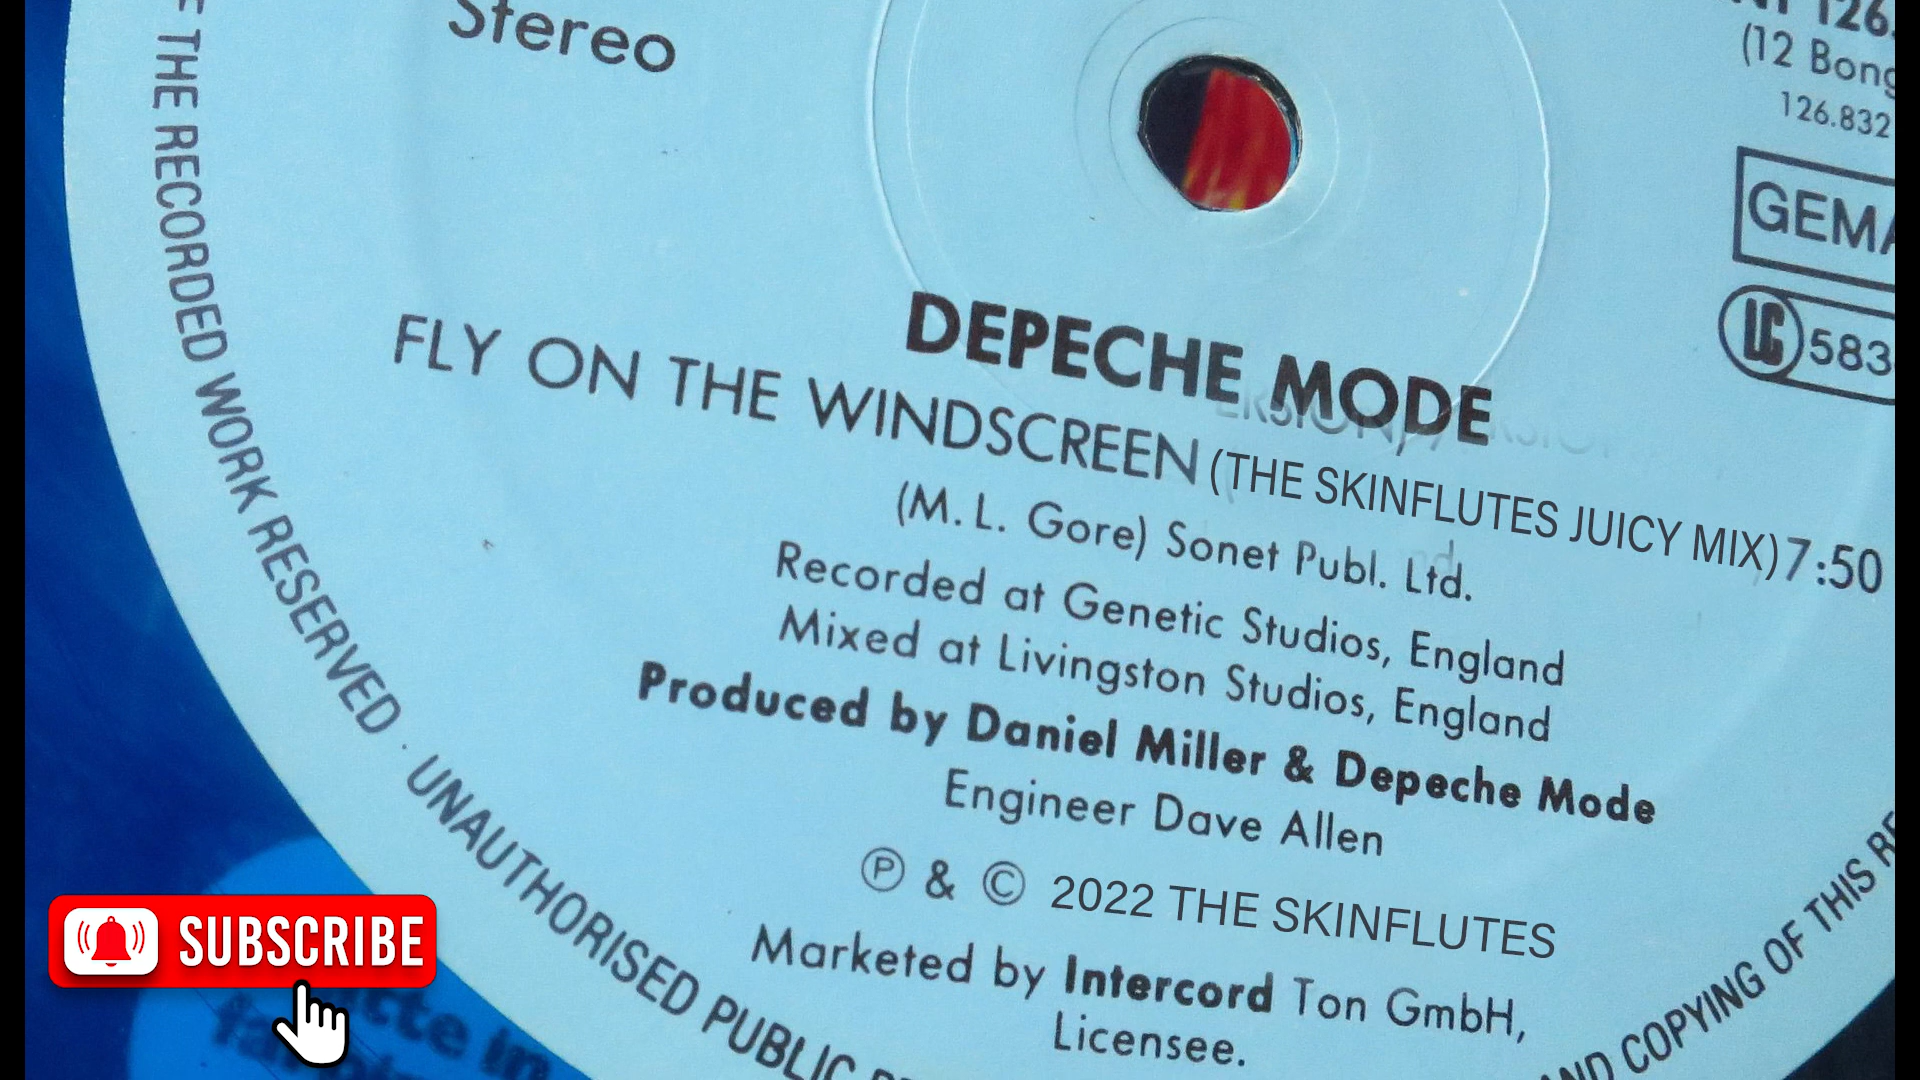 Stereo
126.
(12 Bong
126.832
GEMA
LC 583
DEPECHE MODE
FLY ON THE WINDSCREEN (THE SKINFLUTES JUICY MIX) 7:50
(M. L. Gore) Sonet Publ. Ltd.
Recorded at Genetic Studios, England
Mixed at Livingston Studios, England
Produced by Daniel Miller & Depeche Mode
Engineer Dave Allen
Ⓟ & © 2022 THE SKINFLUTES
Marketed by Intercord Ton GmbH,
Licensee.
THE RECORDED WORK RESERVED · UNAUTHORISED PUBLIC
COPYING OF THIS
SUBSCRIBE